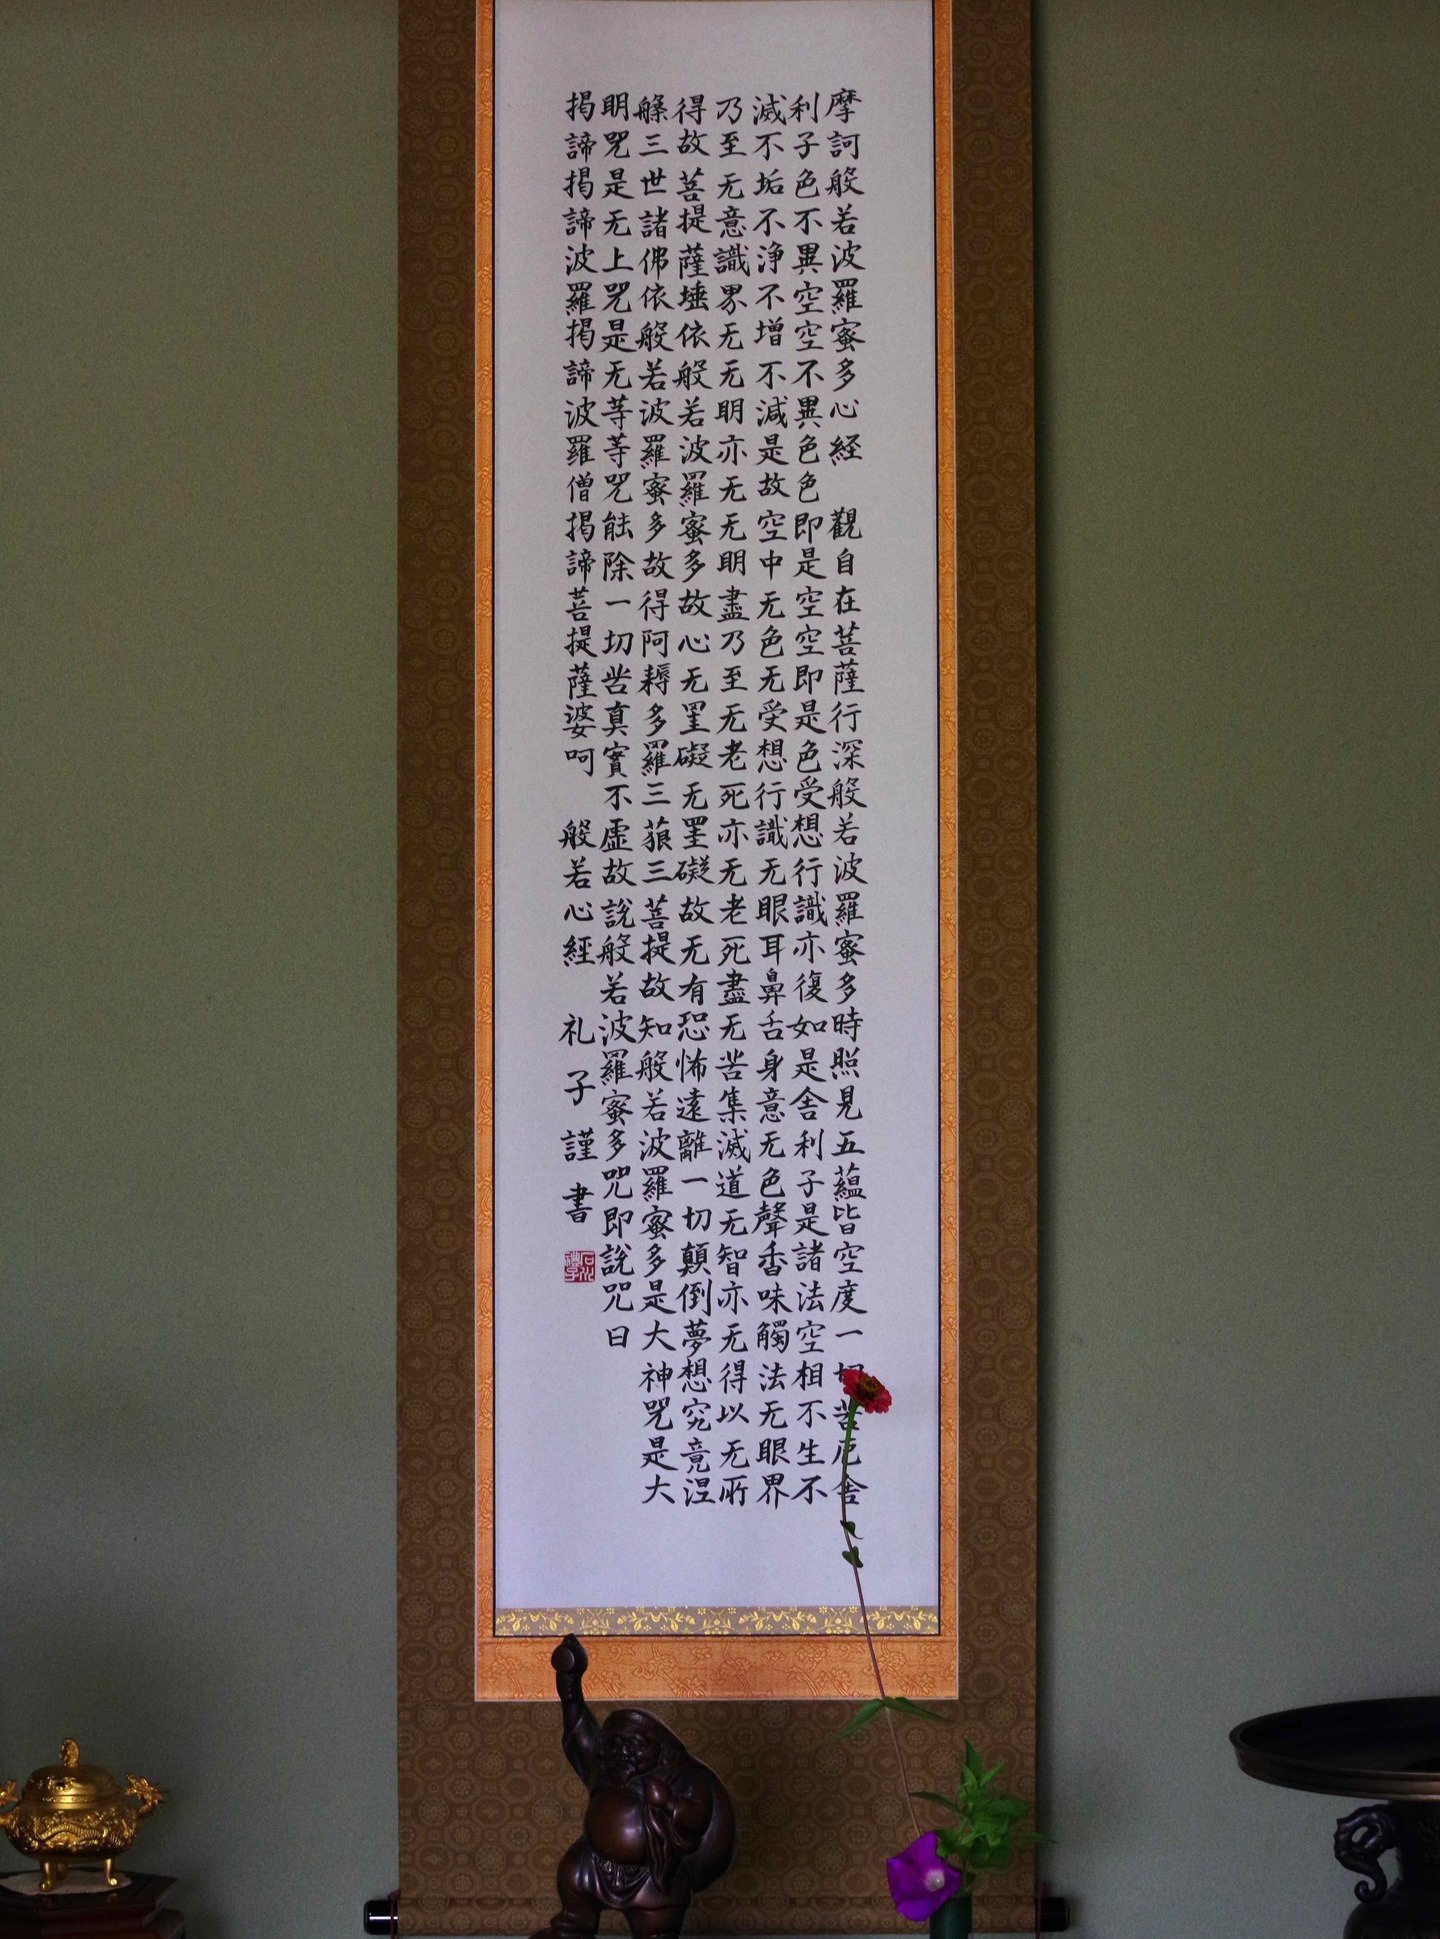 摩訶般若波羅蜜多心経 觀自在菩薩行深般若波羅蜜多時照見五蘊皆空度一切苦厄舎
利子色不異空空不異色色即是空空即是色受想行識亦復如是舎利子是諸法空相不生不
滅不垢不浄不増不減是故空中无色无受想行識无眼耳鼻舌身意无色聲香味觸法无眼界
乃至无意識界无无明亦无无明盡乃至无老死亦无老死盡无苦集滅道无智亦无得以无所
得故菩提薩埵依般若波羅蜜多故心无罣礙无罣礙故无有恐怖遠離一切顛倒夢想究竟涅
槃三世諸佛依般若波羅蜜多故得阿耨多羅三藐三菩提故知般若波羅蜜多是大神咒是大
明咒是无上咒是无等等咒能除一切苦真實不虚故説般若波羅蜜多咒即説咒曰
揭諦揭諦波羅揭諦波羅僧揭諦菩提薩婆呵 般若心經 礼子謹書
石川禮子